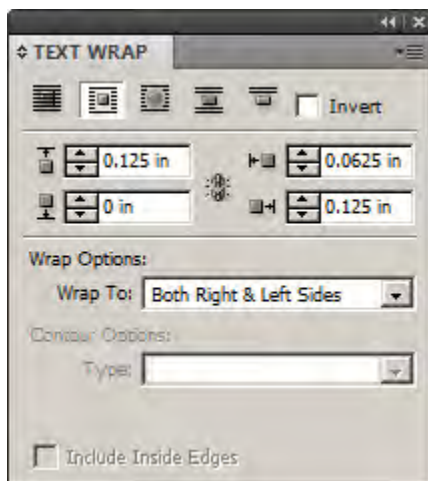 TEXT WRAP
Invert
0.125 in 0.0625 in
0 in 0.125 in
Wrap Options:
Wrap To: Both Right & Left Sides
Contour Options:
Type:
Include Inside Edges